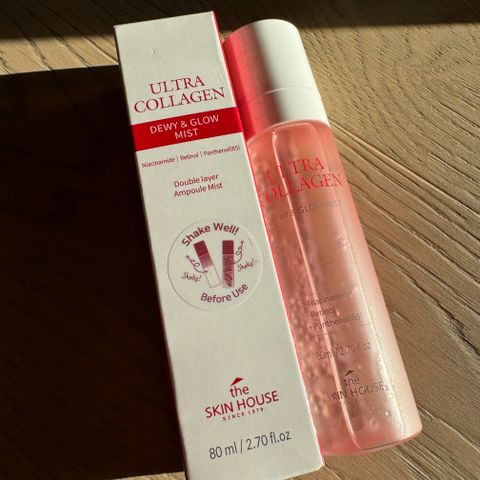 ULTRA
COLLAGEN
DEWY & GLOW
MIST
Niacinamide | Retinol | Panthenol(B5)
Double layer
Ampoule Mist
Shake Well!
Shake!
Shake!
Before Use
the
SKIN HOUSE
SINCE 1979
80 ml / 2.70 fl.oz
ULTRA
COLLAGEN
DEWY & GLOW MIST
Niacinamide
Retinol
Panthenol(B5)
80ml / 2.70 fl.oz
the
SKIN HOUSE